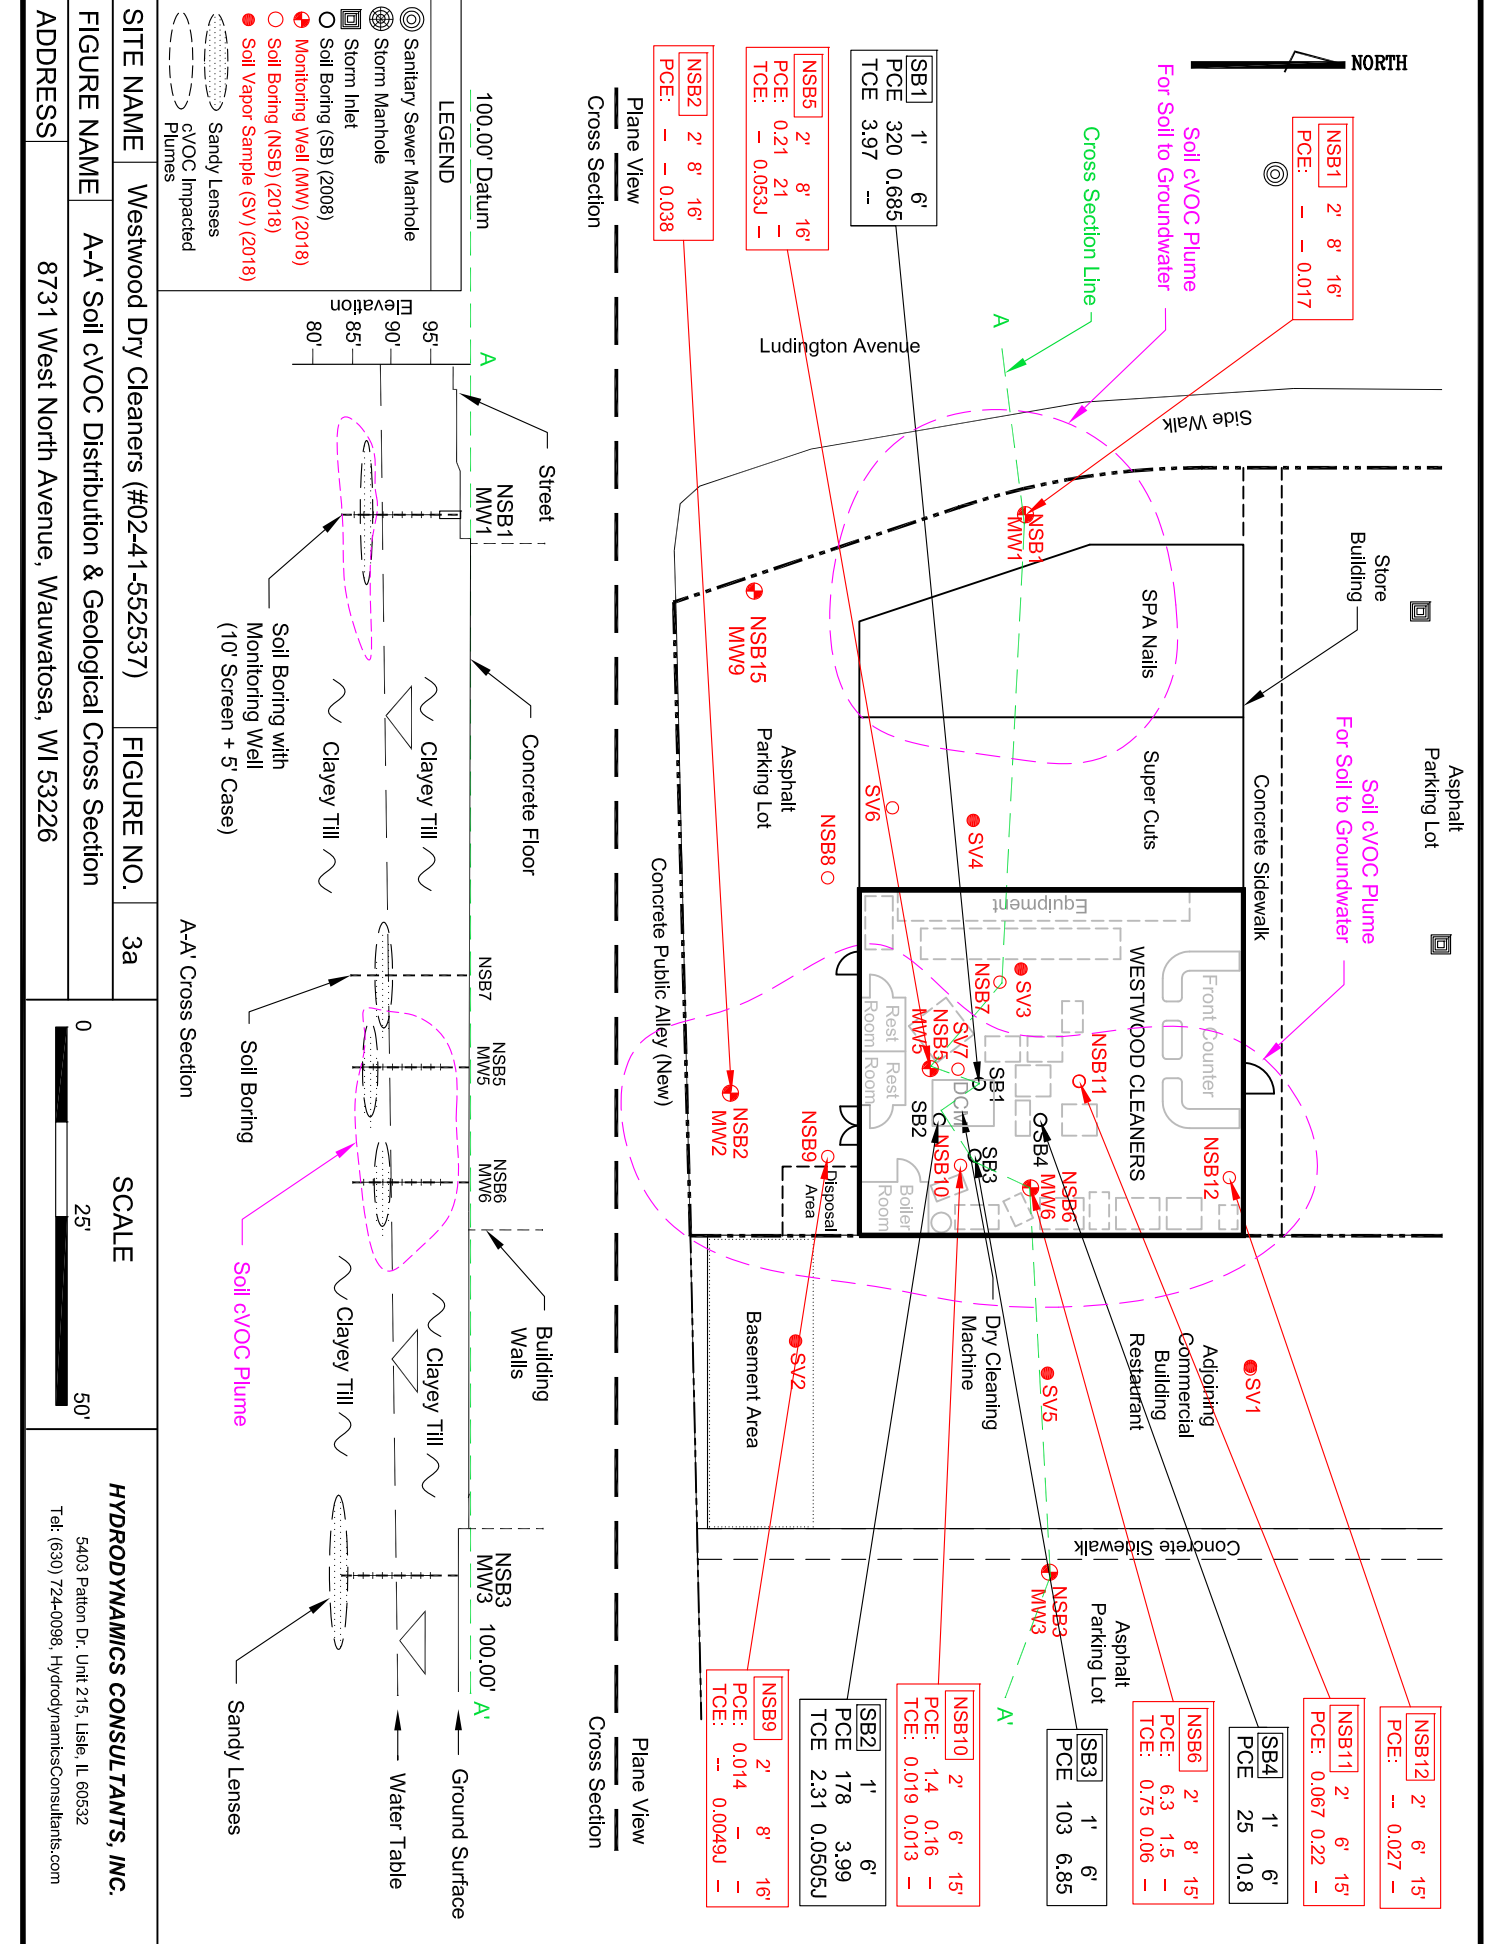 NORTH
NSB1 2' 8' 16'
PCE: – – 0.017
Soil cVOC Plume
For Soil to Groundwater
Cross Section Line
SB1 1' 6'
PCE 320 0.685
TCE 3.97 --
NSB5 2' 8' 16'
PCE: 0.21 21 –
TCE: – 0.053J –
NSB2 2' 8' 16'
PCE: – – 0.038
Plane View
Cross Section
Ludington Avenue
Side Walk
A
Store
Building
Asphalt
Parking Lot
Soil cVOC Plume
For Soil to Groundwater
Concrete Sidewalk
NSB1
MW1
SPA Nails
Super Cuts
NSB15
MW9
Asphalt
Parking Lot
SV6
SV4
NSB8
Concrete Public Alley (New)
Equipment
WESTWOOD CLEANERS
Front Counter
SV3
NSB7
Rest
Room
Rest
Room
SV7
NSB5
MW5
SB1
DCM
SB2
NSB11
SB4
SB3
NSB10
NSB6
MW6
NSB12
Boiler
Room
NSB2
MW2
NSB9
Disposal
Area
Dry Cleaning
Machine
Basement Area
SV2
SV5
SV1
Adjoining
Commercial
Building
Restaurant
Concrete Sidewalk
NSB3
MW3
Asphalt
Parking Lot
A'
NSB12 2' 6' 15'
PCE: -- 0.027 –
NSB11 2' 6' 15'
PCE: 0.067 0.22 –
SB4 1' 6'
PCE 25 10.8
NSB6 2' 8' 15'
PCE: 6.3 1.5 –
TCE: 0.75 0.06 –
SB3 1' 6'
PCE 103 6.85
NSB10 2' 6' 15'
PCE: 1.4 0.16 –
TCE: 0.019 0.013 –
SB2 1' 6'
PCE 178 3.99
TCE 2.31 0.0505J
NSB9 2' 8' 16'
PCE: 0.014 – –
TCE: -- 0.0049J –
Plane View
Cross Section
100.00' Datum
A
Elevation
95'
90'
85'
80'
Street
NSB1
MW1
Concrete Floor
Soil Boring with
Monitoring Well
(10' Screen + 5' Case)
Clayey Till
Clayey Till
NSB7
NSB5
MW5
NSB6
MW6
Soil Boring
Soil cVOC Plume
Building
Walls
Clayey Till
Clayey Till
NSB3
MW3
100.00'
A'
Ground Surface
Water Table
Sandy Lenses
A-A' Cross Section
LEGEND
Sanitary Sewer Manhole
Storm Manhole
Storm Inlet
Soil Boring (SB) (2008)
Monitoring Well (MW) (2018)
Soil Boring (NSB) (2018)
Soil Vapor Sample (SV) (2018)
Sandy Lenses
cVOC Impacted
Plumes
SITE NAME Westwood Dry Cleaners (#02-41-552537) FIGURE NO. 3a
FIGURE NAME A-A' Soil cVOC Distribution & Geological Cross Section
ADDRESS 8731 West North Avenue, Wauwatosa, WI 53226
SCALE
0 25' 50'
HYDRODYNAMICS CONSULTANTS, INC.
5403 Patton Dr. Unit 215, Lisle, IL 60532
Tel: (630) 724-0098, HydrodynamicsConsultants.com